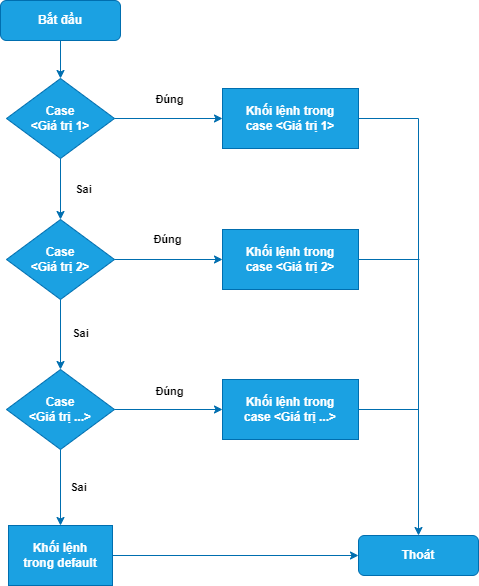 Bắt đầu
Case
<Giá trị 1>
Đúng
Khối lệnh trong
case <Giá trị 1>
Sai
Case
<Giá trị 2>
Đúng
Khối lệnh trong
case <Giá trị 2>
Sai
Case
<Giá trị ...>
Đúng
Khối lệnh trong
case <Giá trị ...>
Sai
Khối lệnh
trong default
Thoát